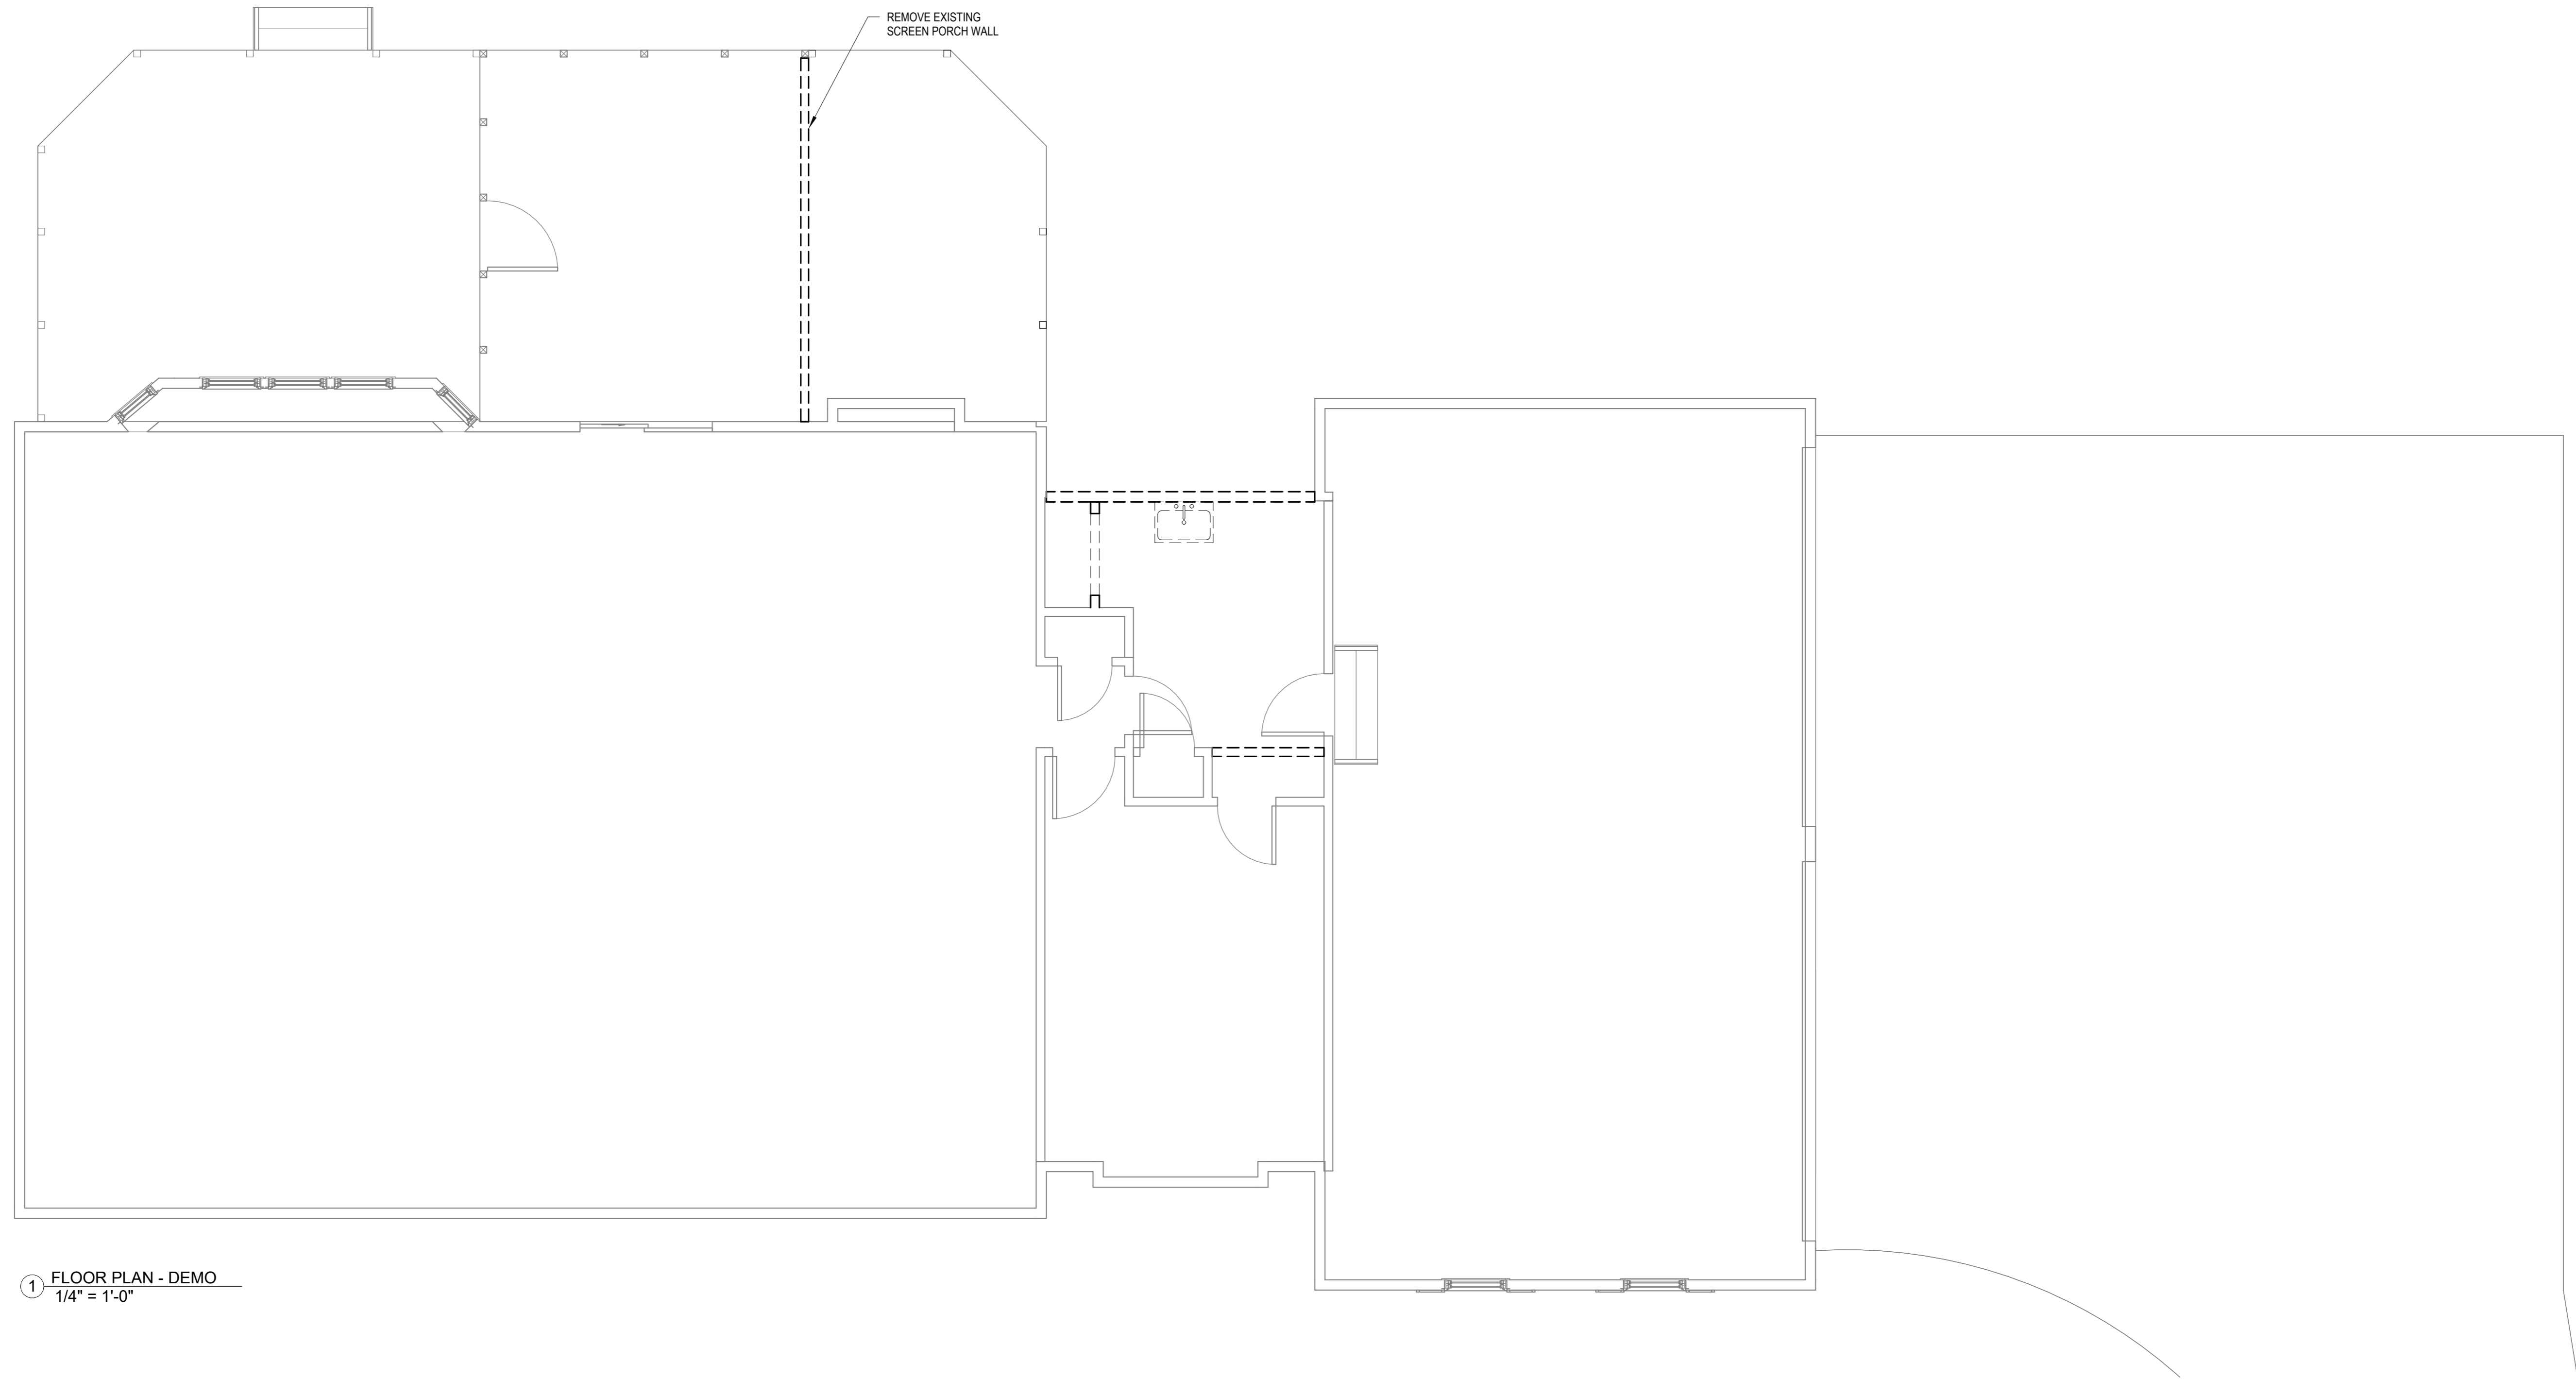 REMOVE EXISTING
SCREEN PORCH WALL
1
FLOOR PLAN - DEMO
1/4" = 1'-0"